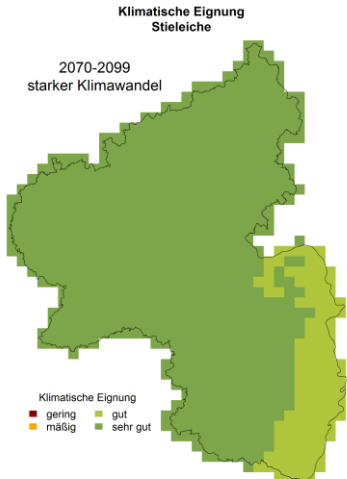 Klimatische Eignung
Stieleiche
2070-2099
starker Klimawandel
Klimatische Eignung
gering gut
mäßig sehr gut